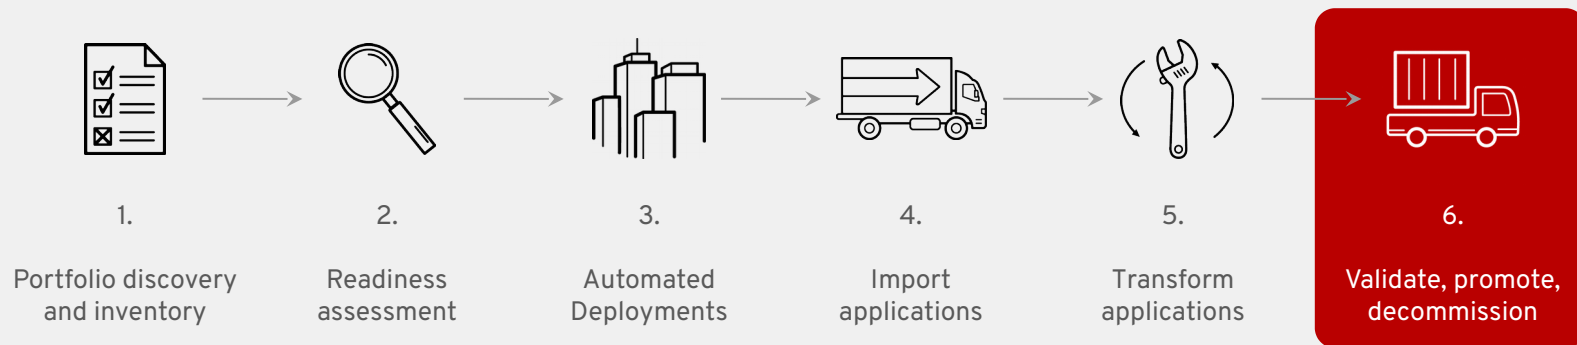 1.
Portfolio discovery
and inventory
2.
Readiness
assessment
3.
Automated
Deployments
4.
Import
applications
5.
Transform
applications
6.
Validate, promote,
decommission